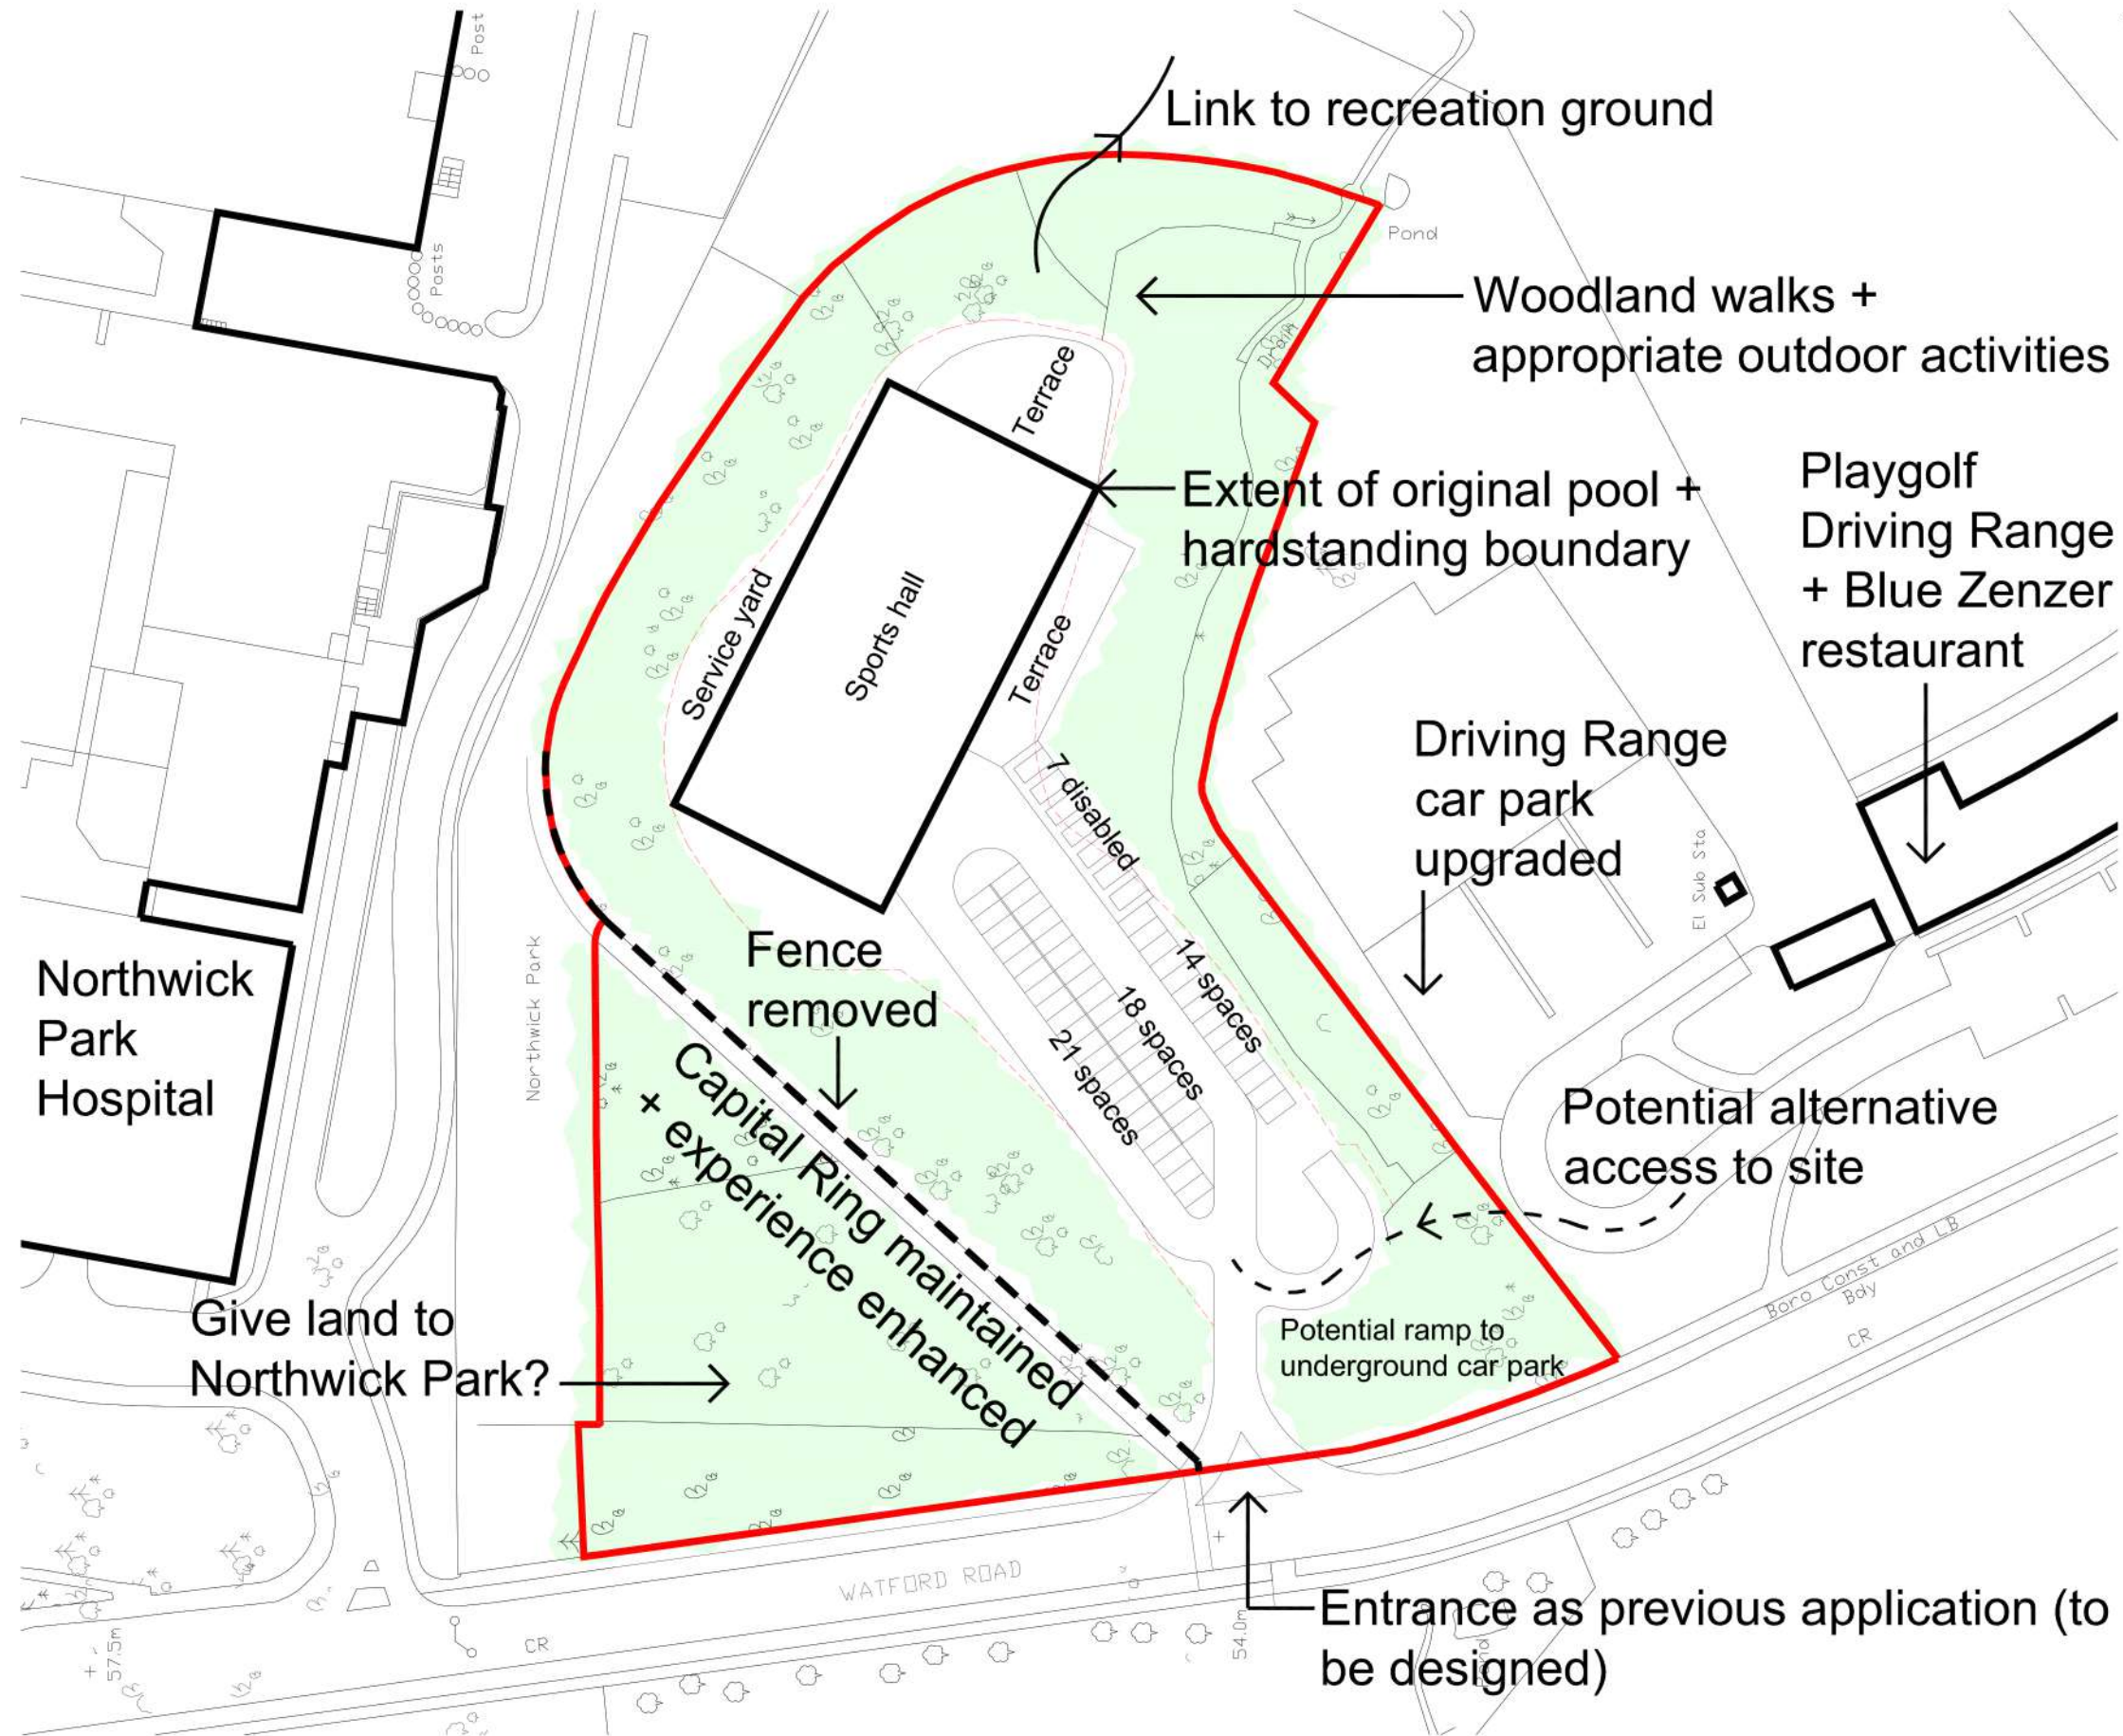 Post
Link to recreation ground
Posts
Pond
Woodland walks +
appropriate outdoor activities
Drain
Terrace
Extent of original pool +
hardstanding boundary
Playgolf
Driving Range
+ Blue Zenzer
restaurant
Service yard
Sports hall
Terrace
Driving Range
car park
upgraded
7 disabled
El Sub Sta
Northwick
Park
Hospital
Northwick Park
Fence
removed
14 spaces
18 spaces
21 spaces
Capital Ring maintained
+ experience enhanced
Potential alternative
access to site
Boro Const and LB
Bdy
CR
Give land to
Northwick Park?
Potential ramp to
underground car park
WATFORD ROAD
CR
57.5m
54.0m
Entrance as previous application (to
be designed)